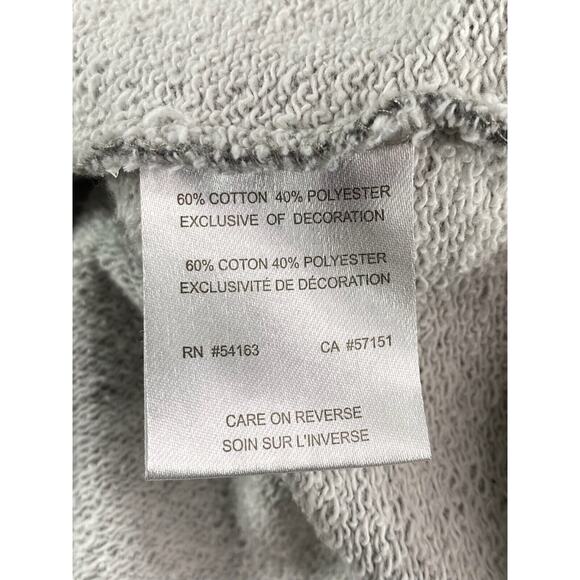 60% COTTON 40% POLYESTER
EXCLUSIVE OF DECORATION
60% COTON 40% POLYESTER
EXCLUSIVITÉ DE DÉCORATION
RN #54163 CA #57151
CARE ON REVERSE
SOIN SUR L'INVERSE